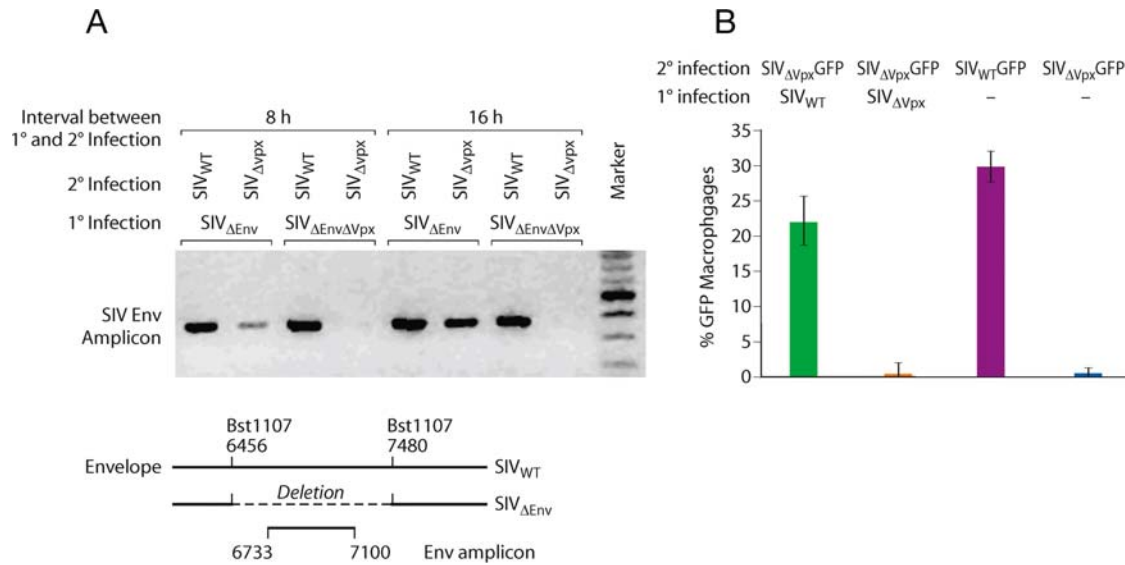 A
Interval between
1° and 2° Infection
8 h
16 h
2° Infection
SIVWT
SIVΔvpx
SIVWT
SIVΔvpx
SIVWT
SIVΔvpx
SIVWT
SIVΔvpx
Marker
1° Infection
SIVΔEnv
SIVΔEnvΔVpx
SIVΔEnv
SIVΔEnvΔVpx
SIV Env
Amplicon
Bst1107
6456
Bst1107
7480
Envelope
SIVWT
Deletion
SIVΔEnv
6733
7100
Env amplicon
B
2° infection SIVΔVpxGFP SIVΔVpxGFP SIVWTGFP SIVΔVpxGFP
1° infection SIVWT SIVΔVpx – –
% GFP Macrophgages
35
30
25
20
15
10
5
0